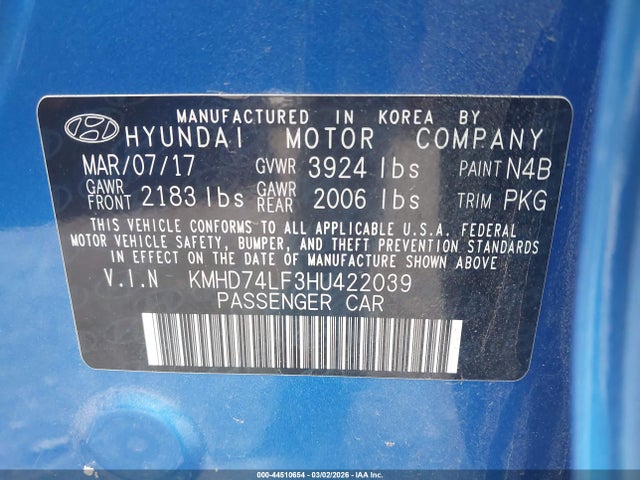 MANUFACTURED IN KOREA BY
HYUNDAI MOTOR COMPANY
MAR/07/17 GVWR 3924 lbs PAINT N4B
GAWR FRONT 2183 lbs GAWR REAR 2006 lbs TRIM PKG
THIS VEHICLE CONFORMS TO ALL APPLICABLE U.S.A. FEDERAL
MOTOR VEHICLE SAFETY, BUMPER, AND THEFT PREVENTION
STANDARDS IN EFFECT ON THE DATE OF MANUFACTURE SHOWN ABOVE.
V.I.N KMHD74LF3HU422039
PASSENGER CAR
000-44510654 - 03/02/2026 - IAA, Inc.